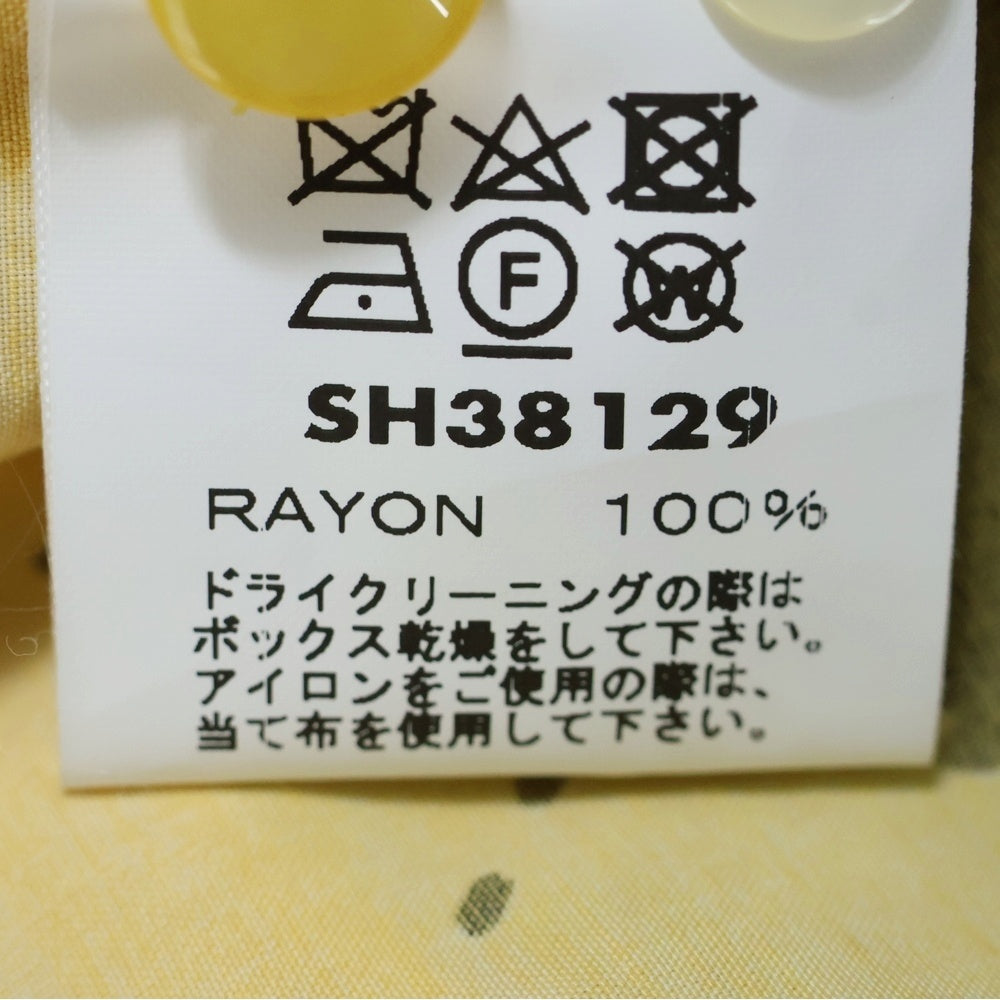 F
W
SH38129
RAYON 100%
ドライクリーニングの際は
ボックス乾燥をして下さい。
アイロンをご使用の際は、
当て布を使用して下さい。